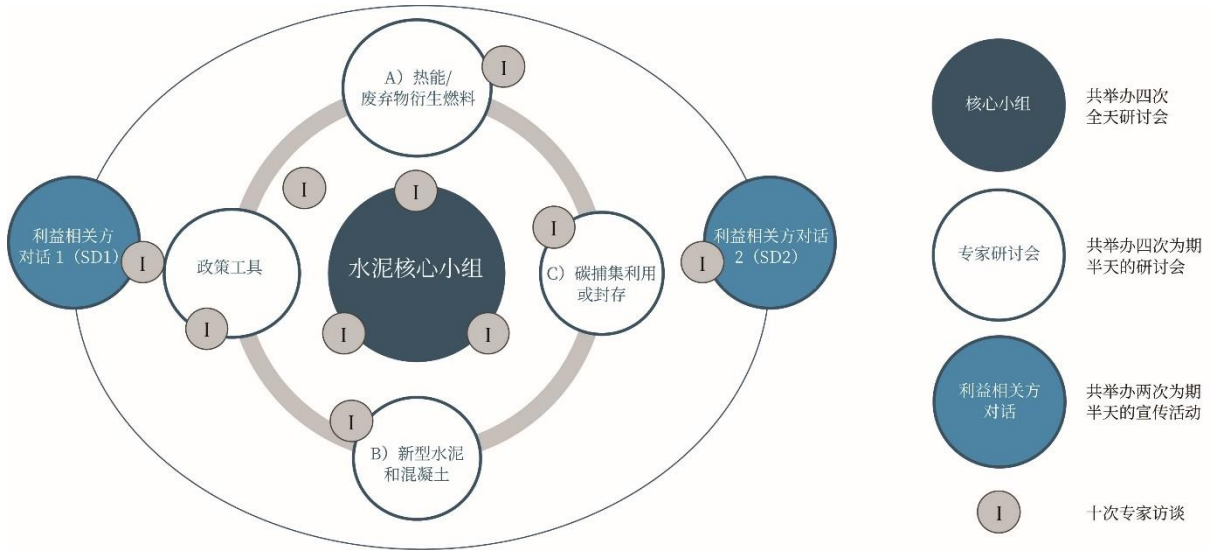 A）热能/
废弃物衍生燃料
I
I
I
利益相关方
对话 1（SD1）
I
政策工具
I
水泥核心小组
I
I
I
C）碳捕集利用
或封存
利益相关方对话
2（SD2）
I
I
B）新型水泥
和混凝土
核心小组
共举办四次
全天研讨会
专家研讨会
共举办四次为期
半天的研讨会
利益相关方
对话
共举办两次为期
半天的宣传活动
I
十次专家访谈